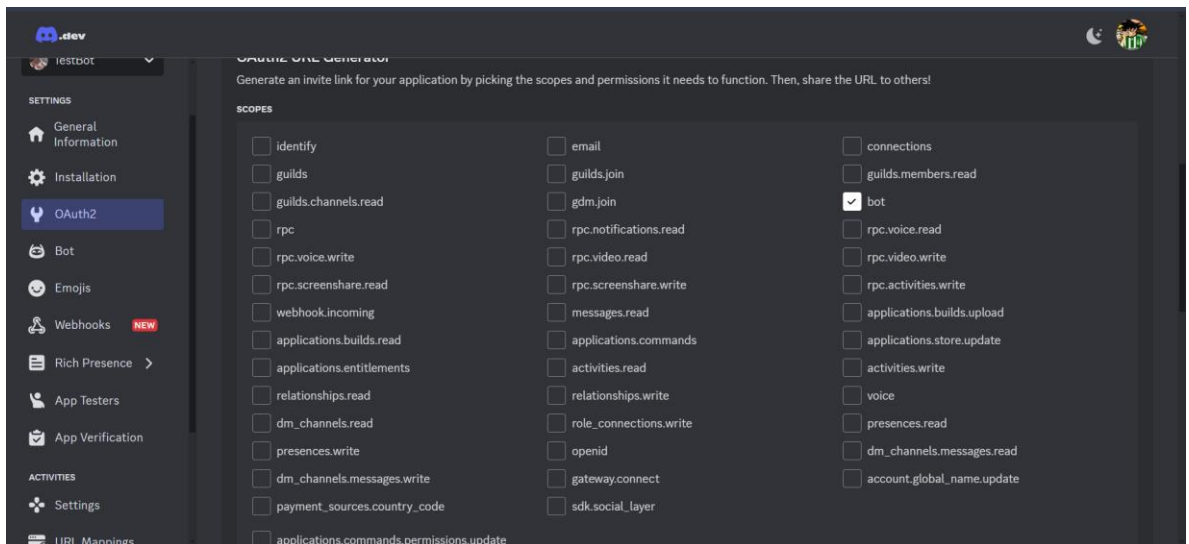 .dev
TestBot
OAuth2 URL Generator
Generate an invite link for your application by picking the scopes and permissions it needs to function. Then, share the URL to others!
SETTINGS
General
Information
Installation
OAuth2
Bot
Emojis
Webhooks NEW
Rich Presence
App Testers
App Verification
ACTIVITIES
Settings
URL Mappings
SCOPES
identify email connections
guilds guilds.join guilds.members.read
guilds.channels.read gdm.join bot
rpc rpc.notifications.read rpc.voice.read
rpc.voice.write rpc.video.read rpc.video.write
rpc.screenshare.read rpc.screenshare.write rpc.activities.write
webhook.incoming messages.read applications.builds.upload
applications.builds.read applications.commands applications.store.update
applications.entitlements activities.read activities.write
relationships.read relationships.write voice
dm_channels.read role_connections.write presences.read
presences.write openid dm_channels.messages.read
dm_channels.messages.write gateway.connect account.global_name.update
payment_sources.country_code sdk.social_layer
applications.commands.permissions.update